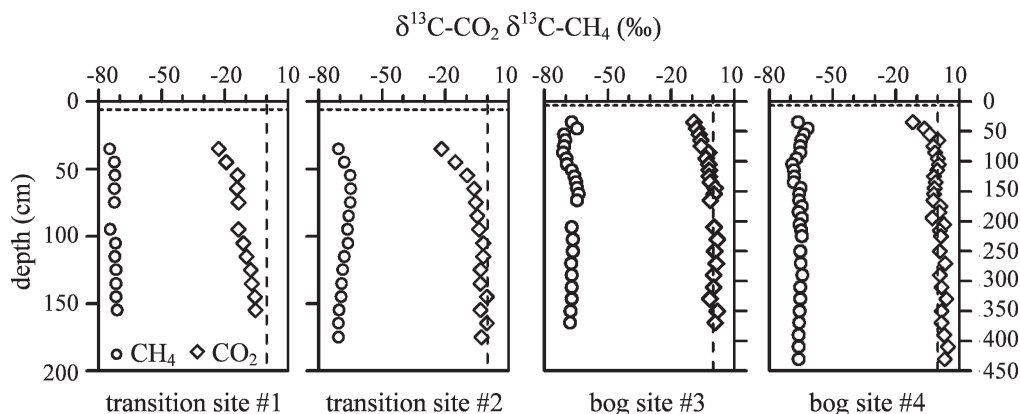 δ¹³C-CO₂ δ¹³C-CH₄ (‰)
-80 -50 -20 10 -80 -50 -20 10 -80 -50 -20 10 -80 -50 -20 10
0 0
50 50
100
100 150
200
250
150 300
350
400
200 450
depth (cm)
CH₄ CO₂
transition site #1 transition site #2 bog site #3 bog site #4